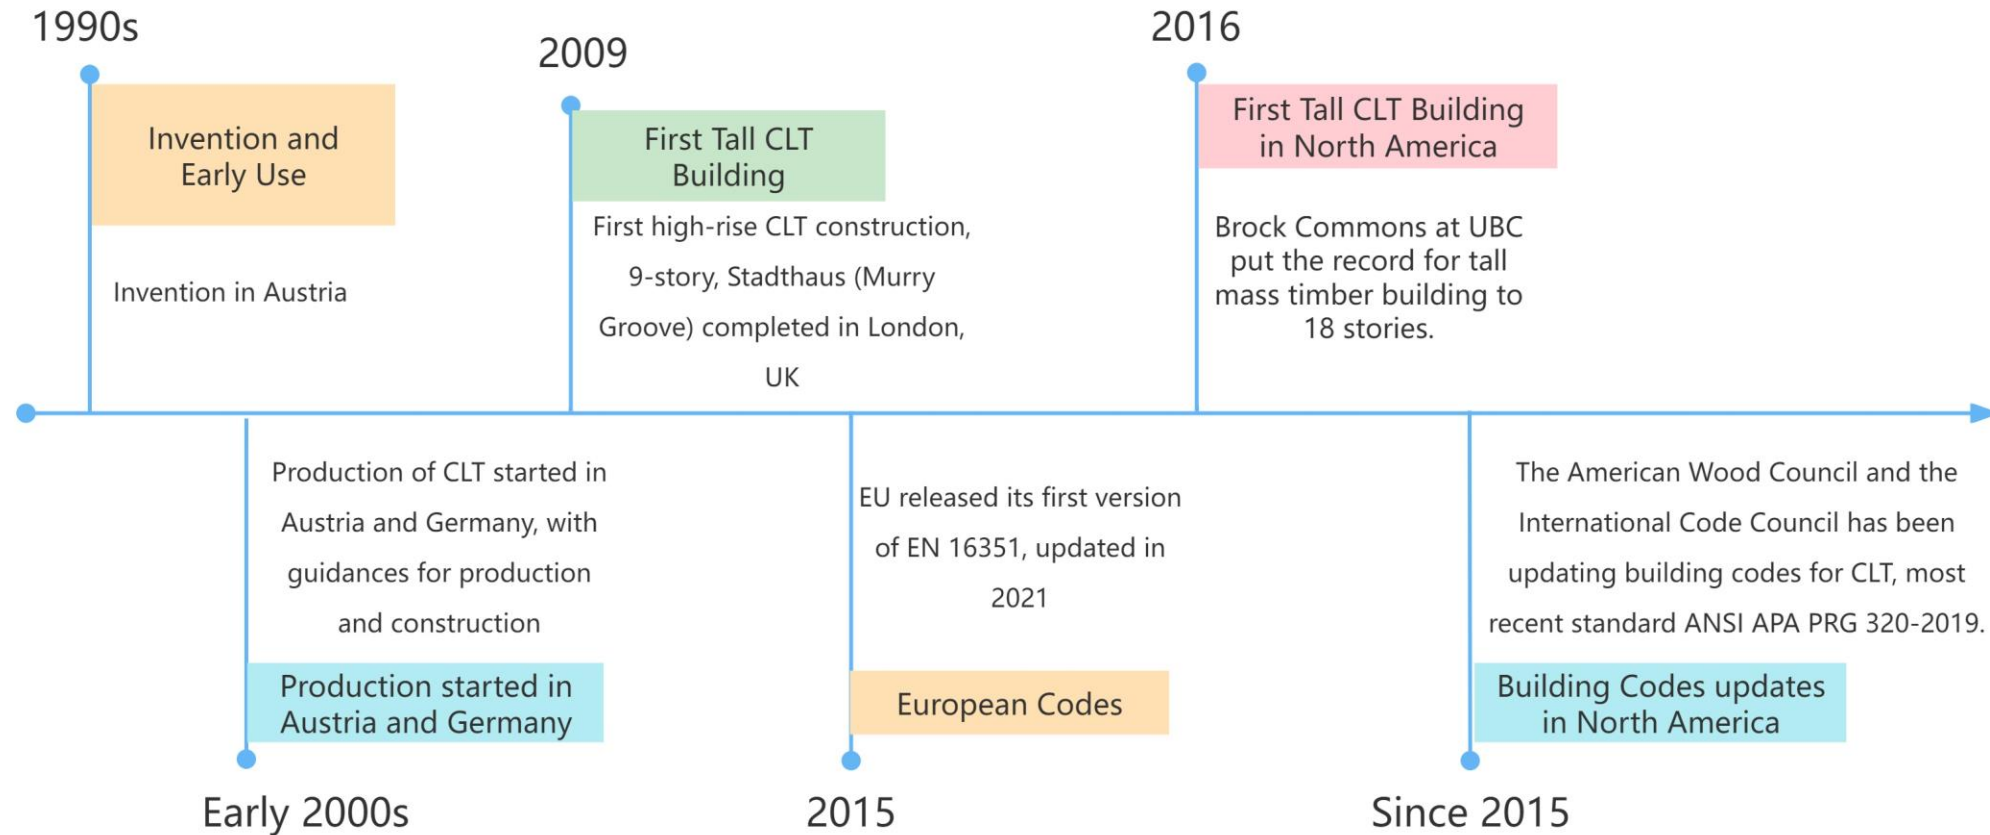 1990s
Invention and
Early Use
Invention in Austria
Production of CLT started in
Austria and Germany, with
guidances for production
and construction
Production started in
Austria and Germany
Early 2000s
2009
First Tall CLT
Building
First high-rise CLT construction,
9-story, Stadthaus (Murry
Groove) completed in London,
UK
EU released its first version
of EN 16351, updated in
2021
European Codes
2015
2016
First Tall CLT Building
in North America
Brock Commons at UBC
put the record for tall
mass timber building to
18 stories.
The American Wood Council and the
International Code Council has been
updating building codes for CLT, most
recent standard ANSI APA PRG 320-2019.
Building Codes updates
in North America
Since 2015